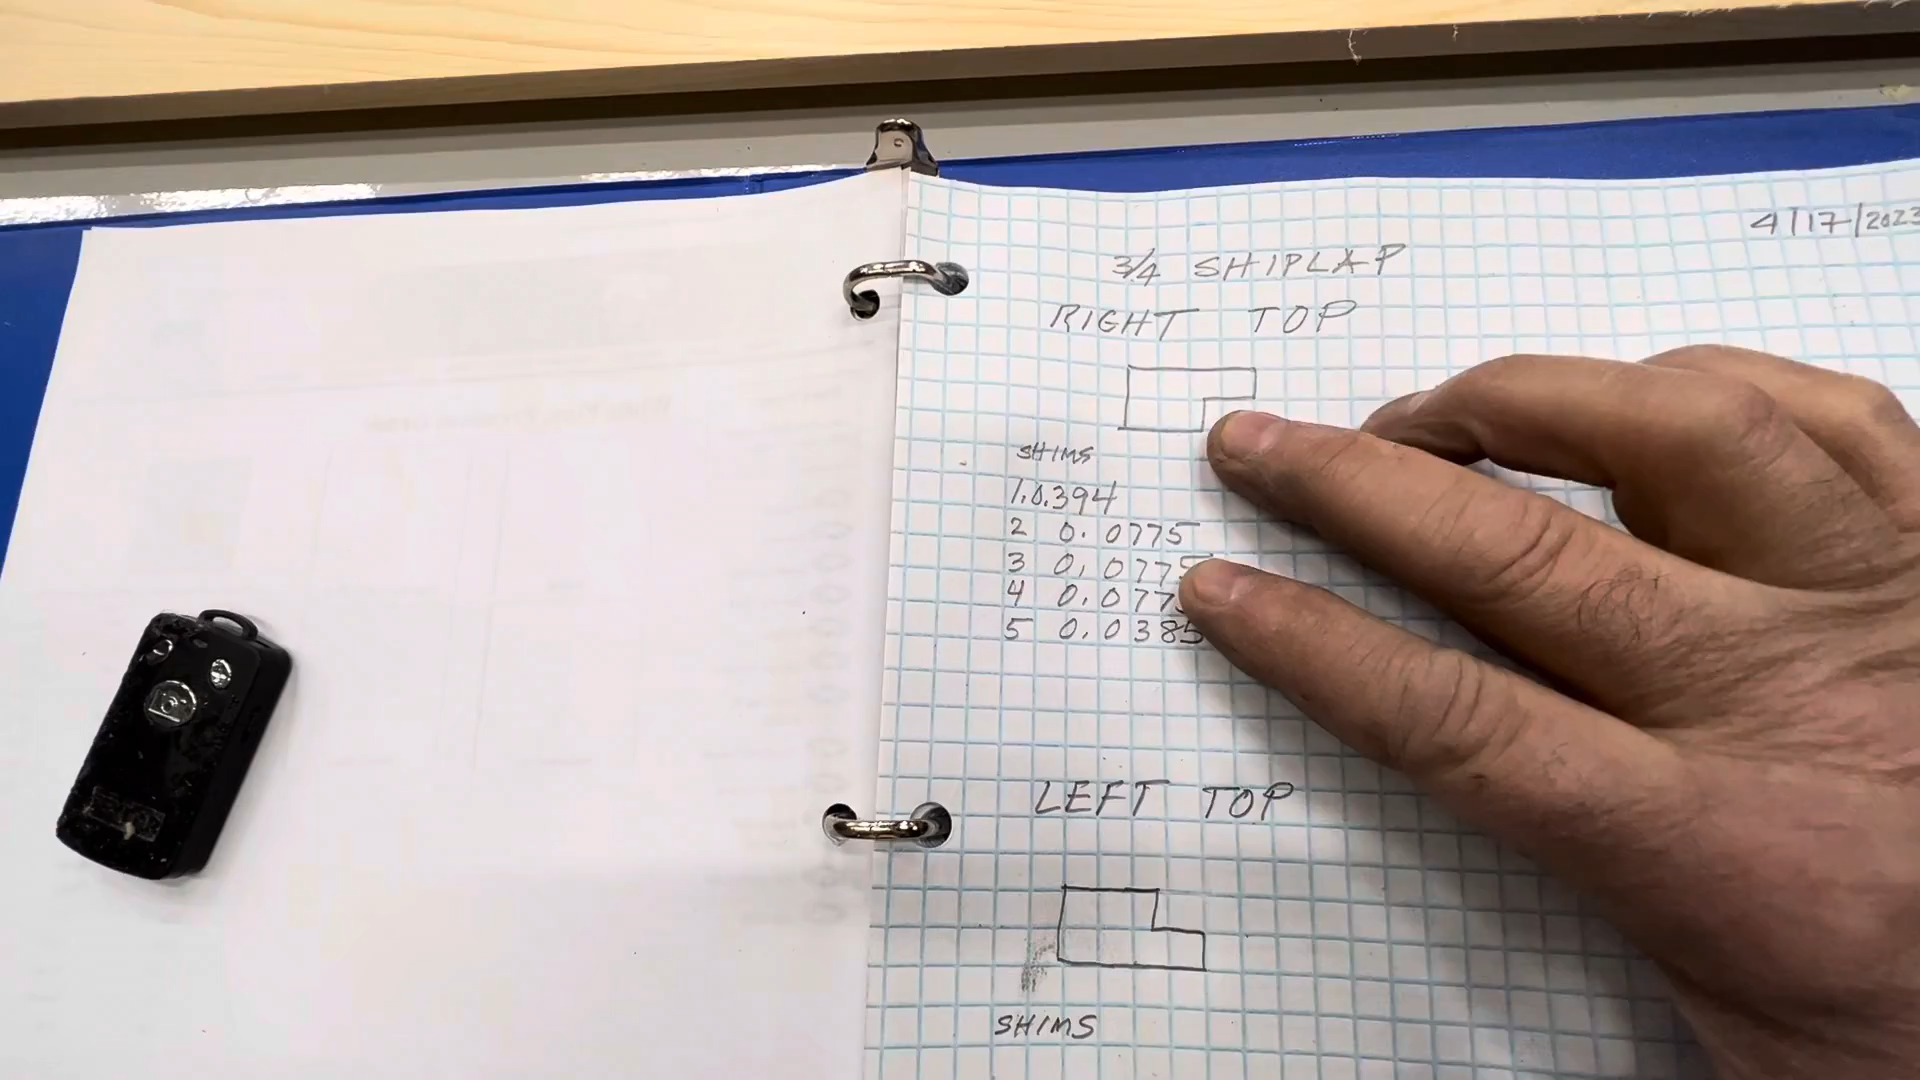 4/17/2023
3/4 SHIPLAP
RIGHT TOP
SHIMS
1. 0.394
2 0.0775
3 0.0775
4 0.0775
5 0.0385
LEFT TOP
SHIMS